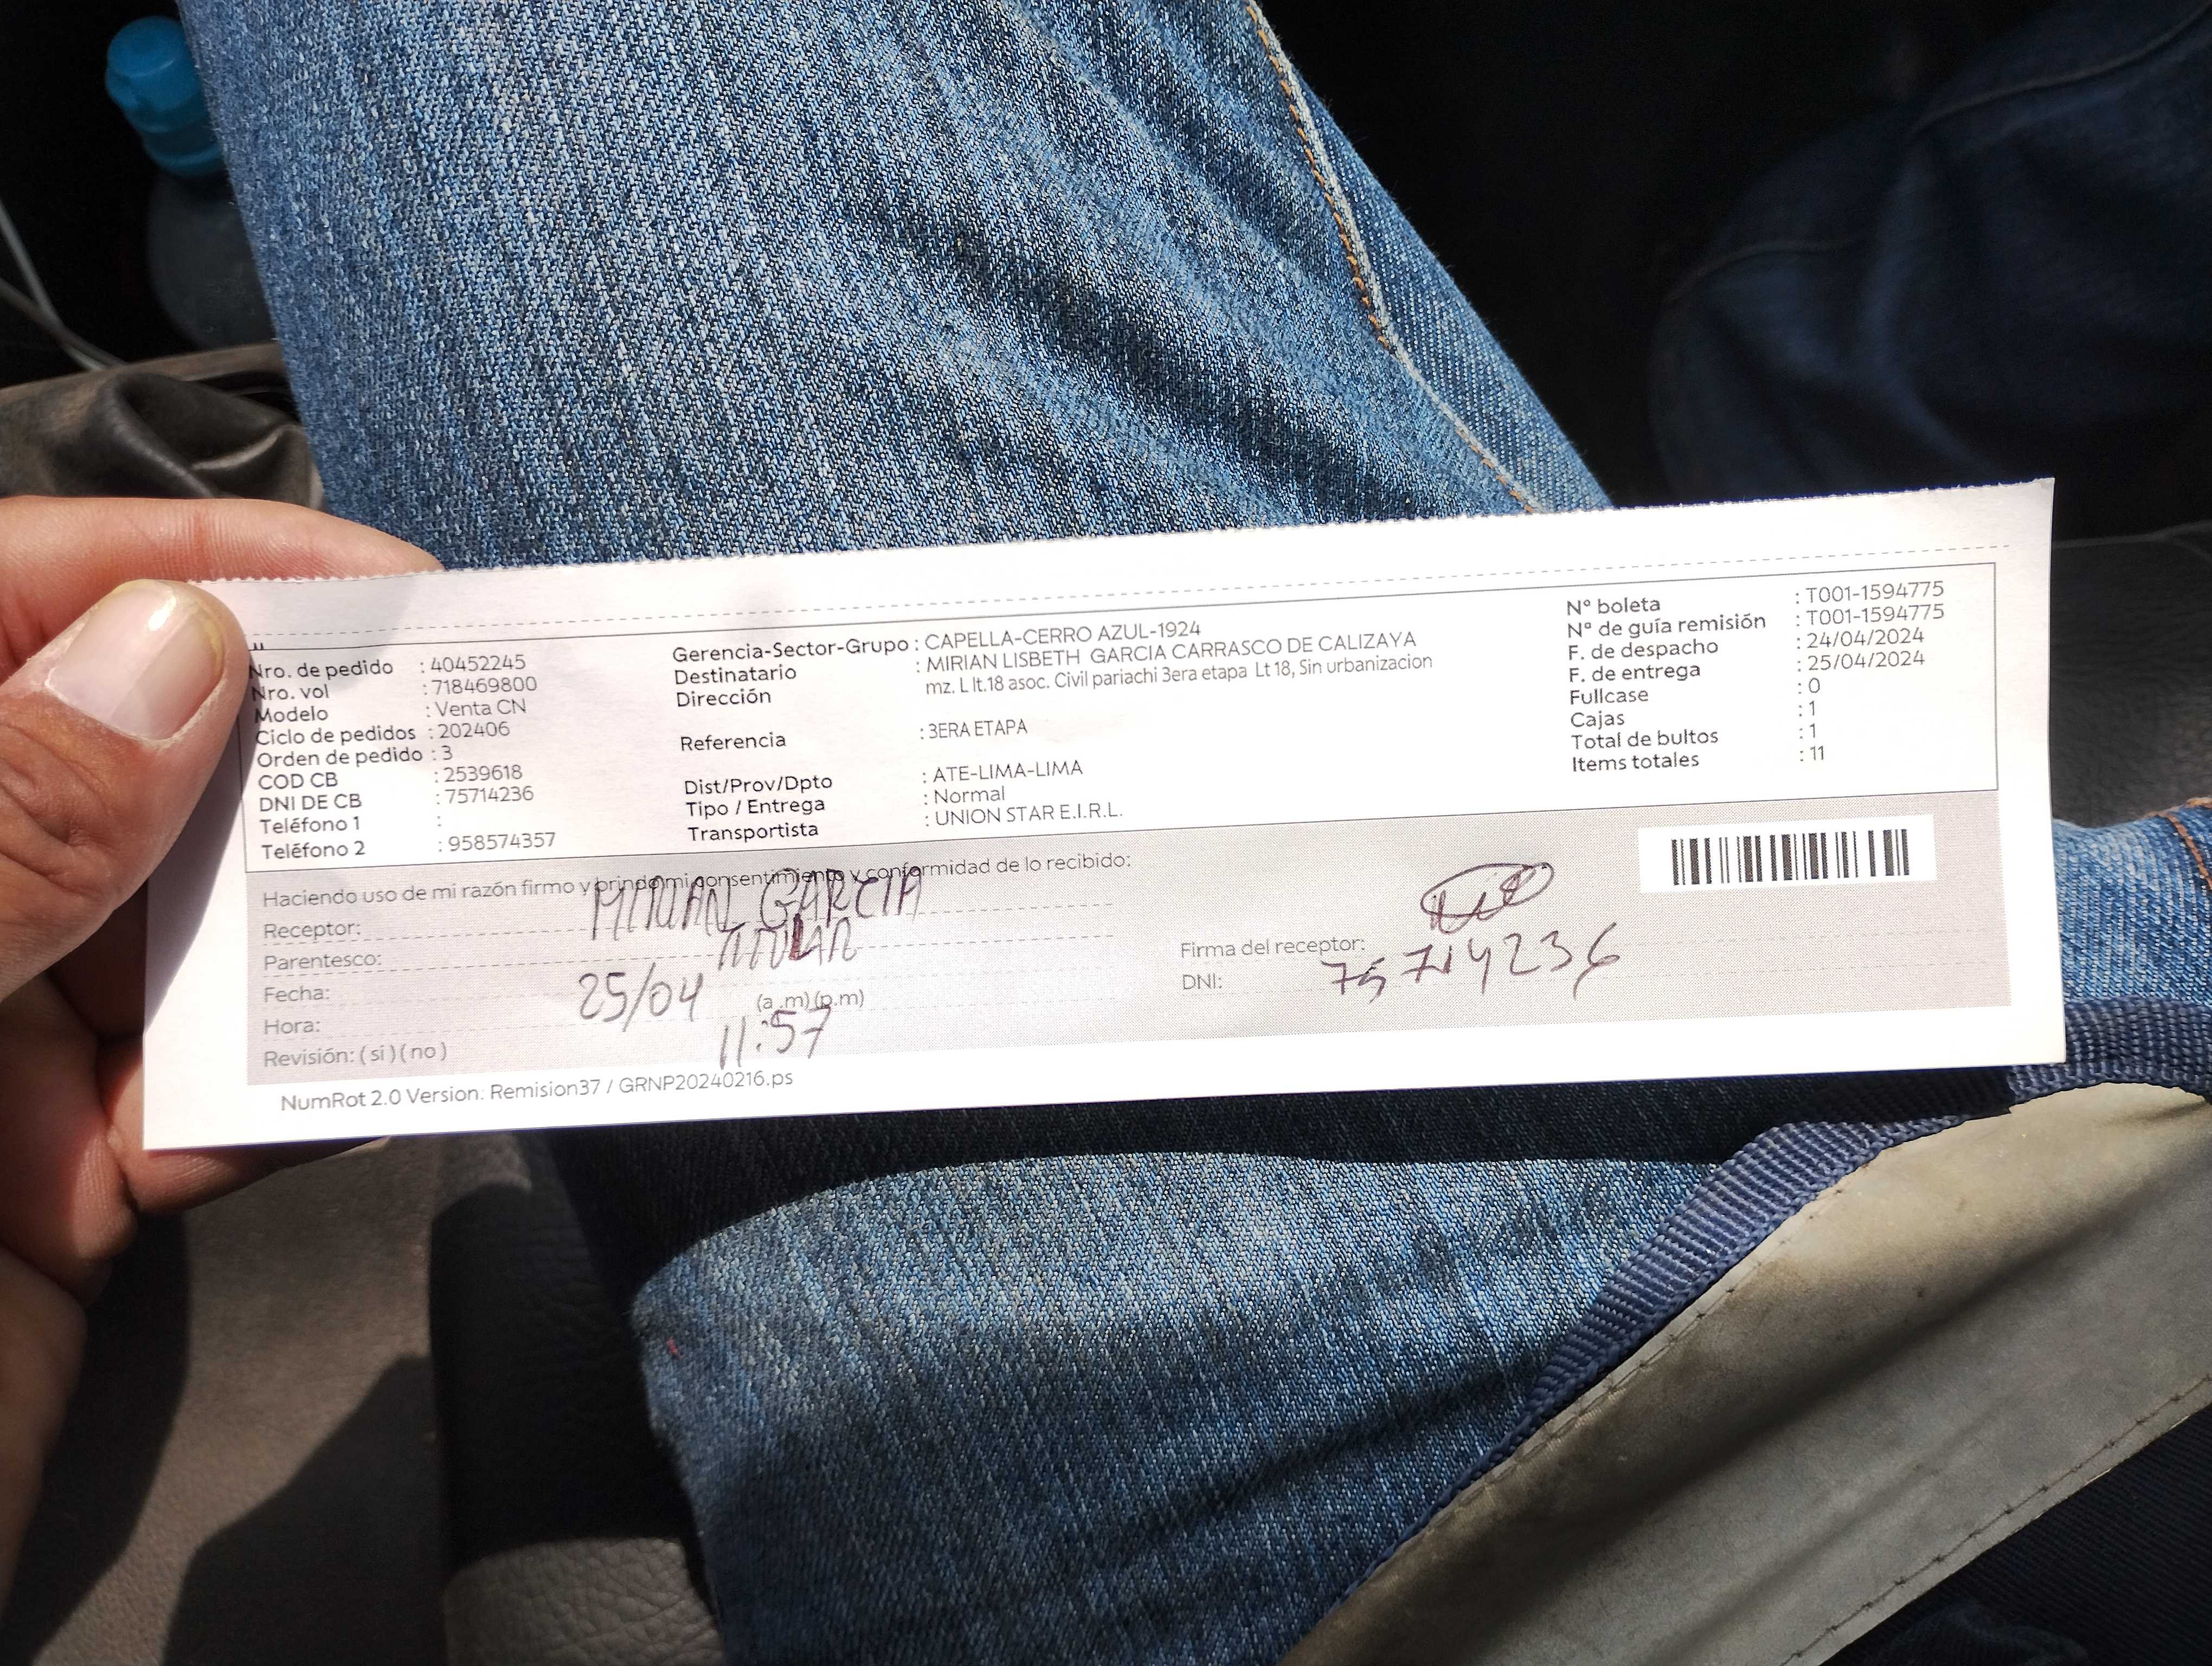 Nro. de pedido : 40452245
Nro. vol : 718469800
Modelo : Venta CN
Ciclo de pedidos : 202406
Orden de pedido : 3
COD CB : 2539618
DNI DE CB : 75714236
Teléfono 1 :
Teléfono 2 : 958574357
Gerencia-Sector-Grupo : CAPELLA-CERRO AZUL-1924
Destinatario : MIRIAN LISBETH GARCIA CARRASCO DE CALIZAYA
Dirección mz. L lt.18 asoc. Civil pariachi 3era etapa Lt 18, Sin urbanizacion
Referencia : 3ERA ETAPA
Dist/Prov/Dpto : ATE-LIMA-LIMA
Tipo / Entrega : Normal
Transportista : UNION STAR E.I.R.L.
N° boleta : T001-1594775
N° de guía remisión : T001-1594775
F. de despacho : 24/04/2024
F. de entrega : 25/04/2024
Fullcase : 0
Cajas : 1
Total de bultos : 1
Items totales : 11
Haciendo uso de mi razón firmo y brindo mi consentimiento y conformidad de lo recibido:
Receptor: MIRIAN GARCIA
Parentesco: TITULAR
Fecha: 25/04
Hora: 11:57 (a .m) (p.m)
Revisión: ( si ) ( no )
Firma del receptor:
DNI: 75714236
NumRot 2.0 Version: Remision37 / GRNP20240216.ps